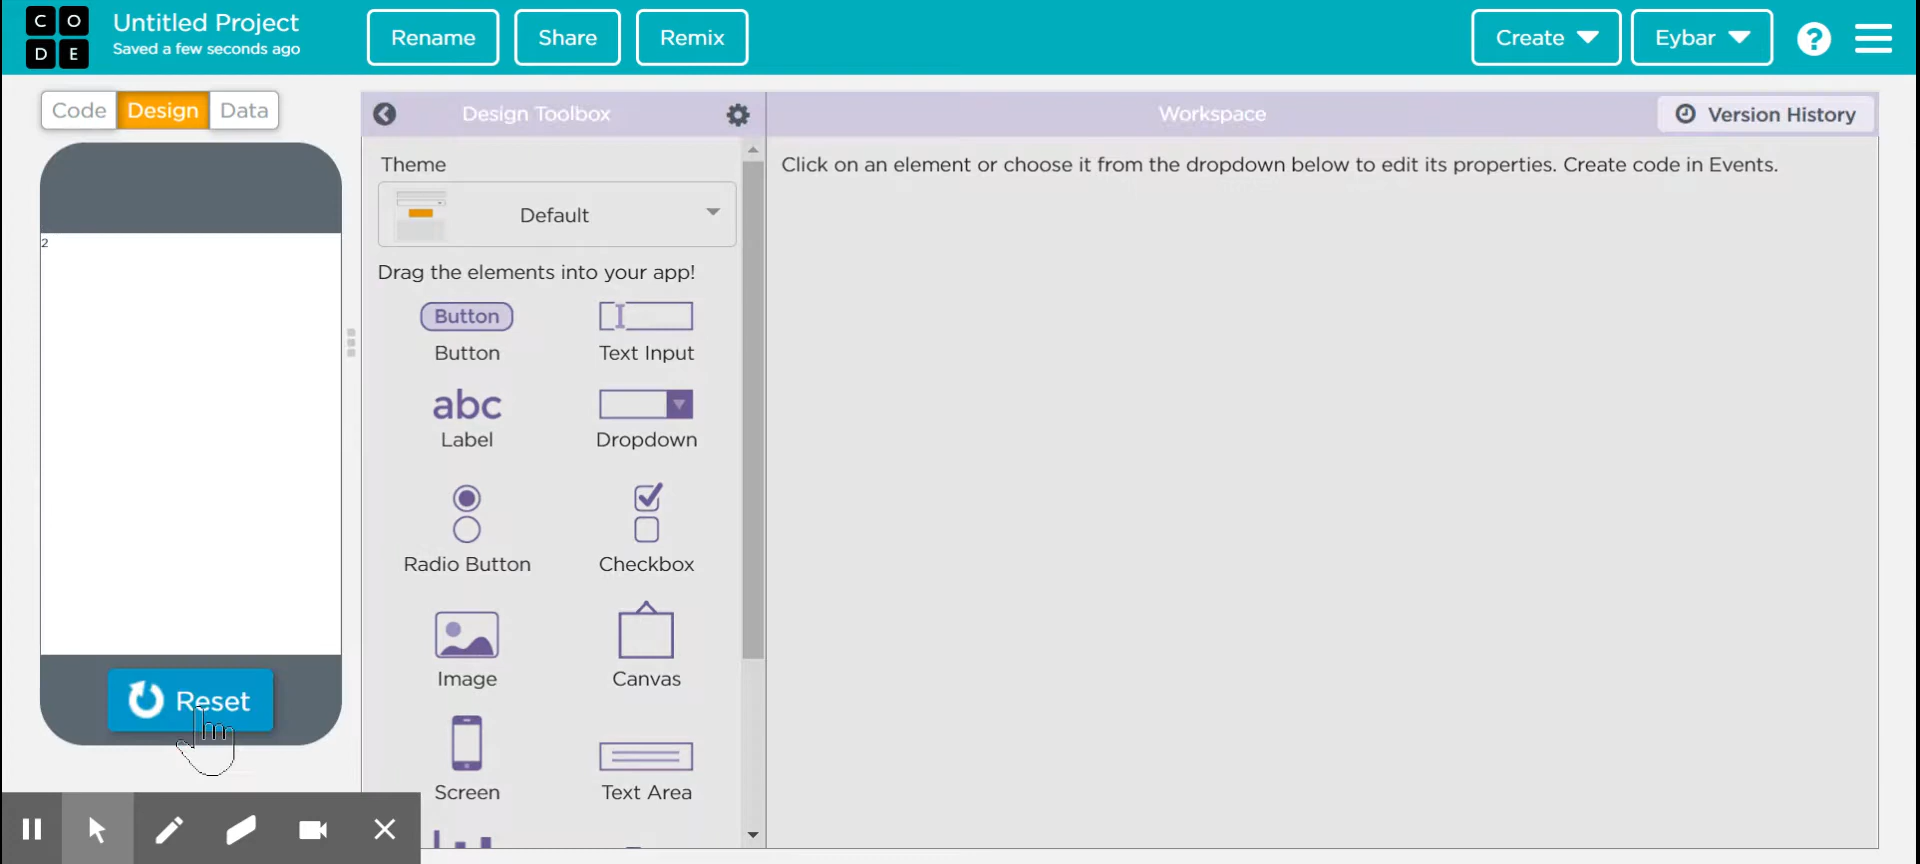 C O
D E
Untitled Project
Saved a few seconds ago
Rename
Share
Remix
Create
Eybar
?
Code
Design
Data
Design Toolbox
Workspace
Version History
Theme
Default
Click on an element or choose it from the dropdown below to edit its properties. Create code in Events.
2
Drag the elements into your app!
Button
Button
Text Input
abc
Label
Dropdown
Radio Button
Checkbox
Image
Canvas
Reset
Screen
Text Area